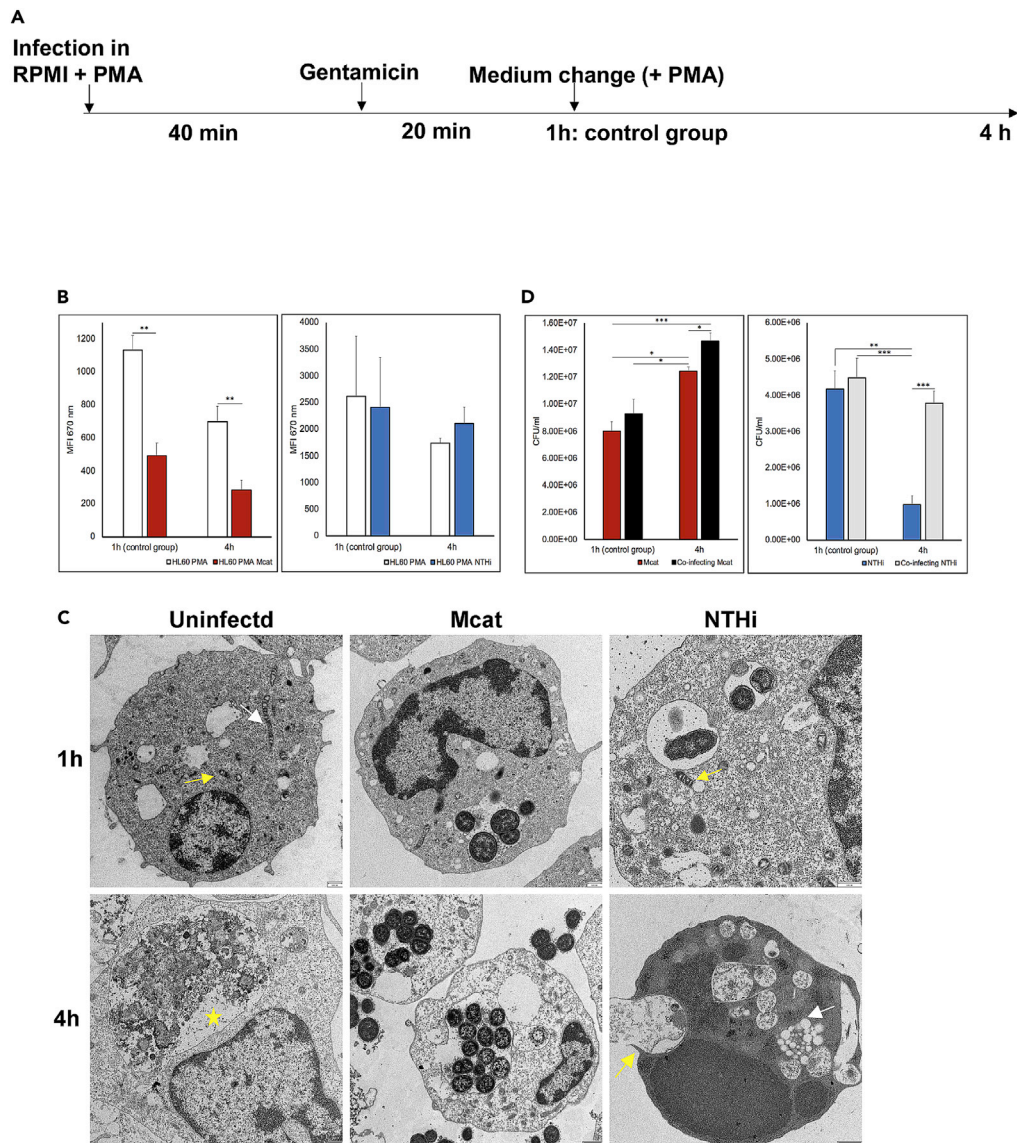 A
Infection in
RPMI + PMA
Gentamicin
Medium change (+ PMA)
40 min
20 min
1h: control group
4 h
B
MFI 670 nm
1200
1000
800
600
400
200
0
**
**
1h (control group)
4h
HL60 PMA
HL60 PMA Mcat
MFI 670 nm
4000
3500
3000
2500
2000
1500
1000
500
0
1h (control group)
4h
HL60 PMA
HL60 PMA NTHi
D
CFU/ml
1.60E+07
1.40E+07
1.20E+07
1.00E+07
8.00E+06
6.00E+06
4.00E+06
2.00E+06
0.00E+00
***
*
*
*
1h (control group)
4h
Mcat
Co-infecting Mcat
CFU/ml
6.00E+06
5.00E+06
4.00E+06
3.00E+06
2.00E+06
1.00E+06
0.00E+00
**
***
***
1h (control group)
4h
NTHi
Co-infecting NTHi
C
Uninfectd
Mcat
NTHi
1h
4h